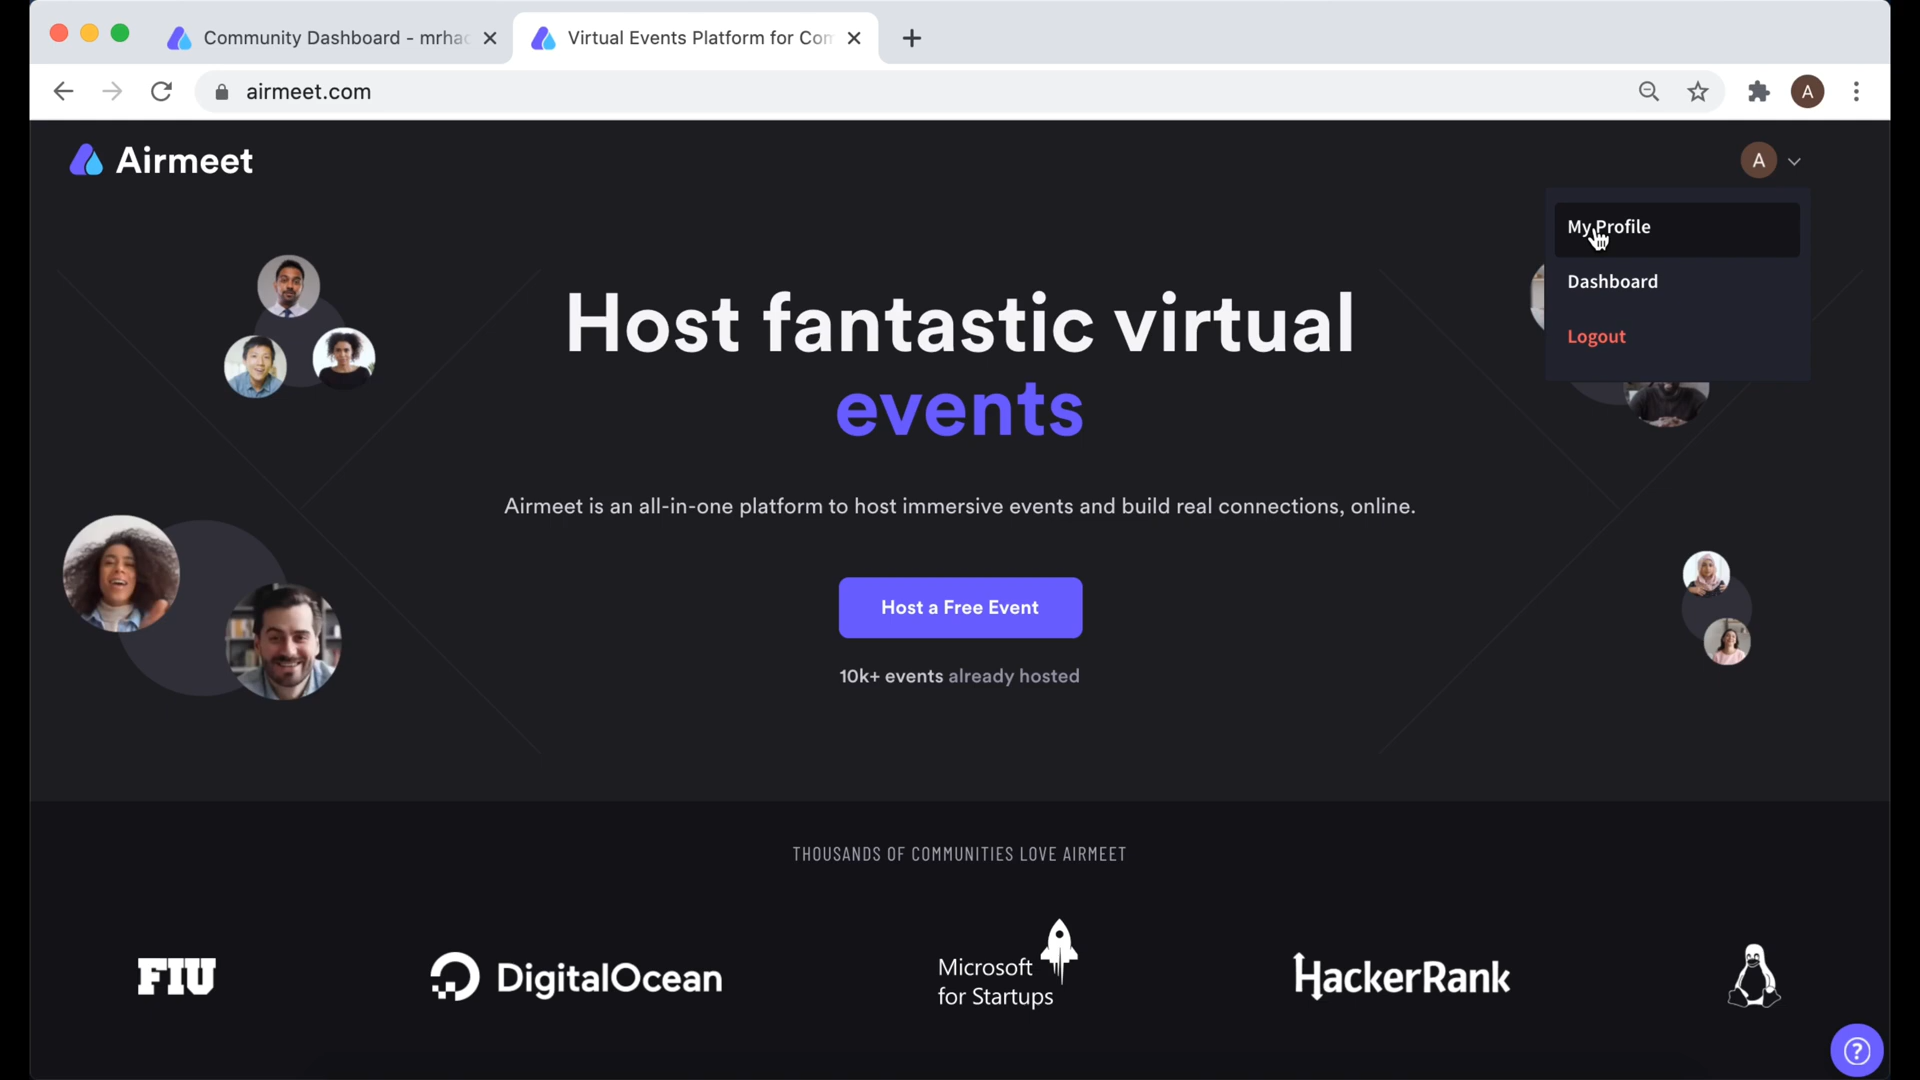 Community Dashboard - mrhac
Virtual Events Platform for Com
airmeet.com
A
Airmeet
A
My Profile
Dashboard
Logout
Host fantastic virtual
events
Airmeet is an all-in-one platform to host immersive events and build real connections, online.
Host a Free Event
10k+ events already hosted
THOUSANDS OF COMMUNITIES LOVE AIRMEET
FIU
DigitalOcean
Microsoft
for Startups
HackerRank
?